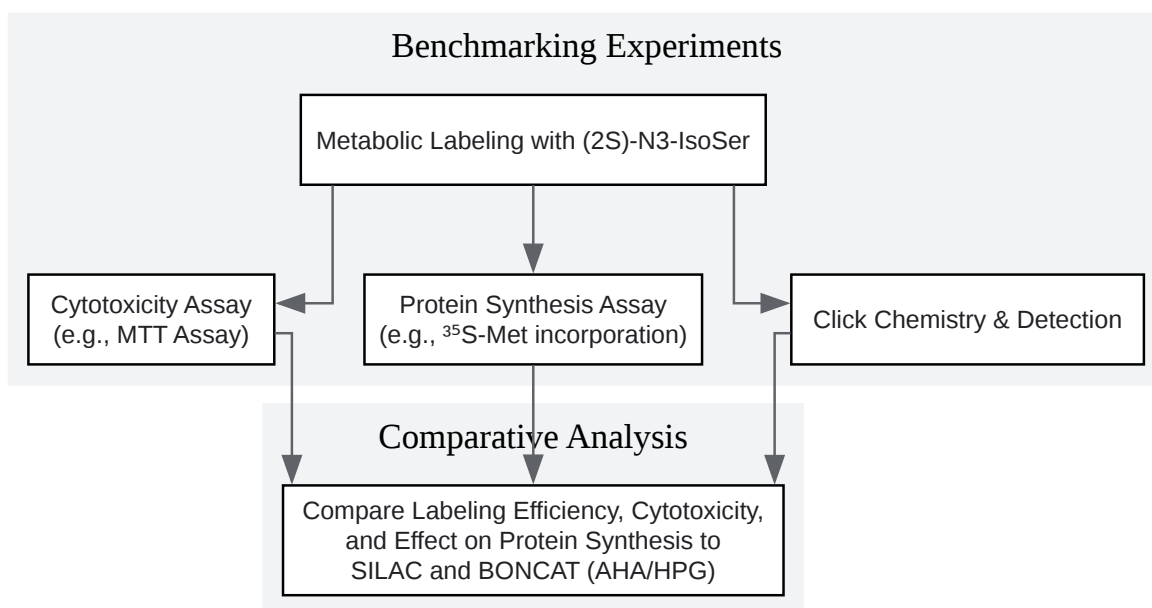 Benchmarking Experiments
Metabolic Labeling with (2S)-N3-IsoSer
Cytotoxicity Assay
(e.g., MTT Assay)
Protein Synthesis Assay
(e.g., ³⁵S-Met incorporation)
Click Chemistry & Detection
Comparative Analysis
Compare Labeling Efficiency, Cytotoxicity,
and Effect on Protein Synthesis to
SILAC and BONCAT (AHA/HPG)